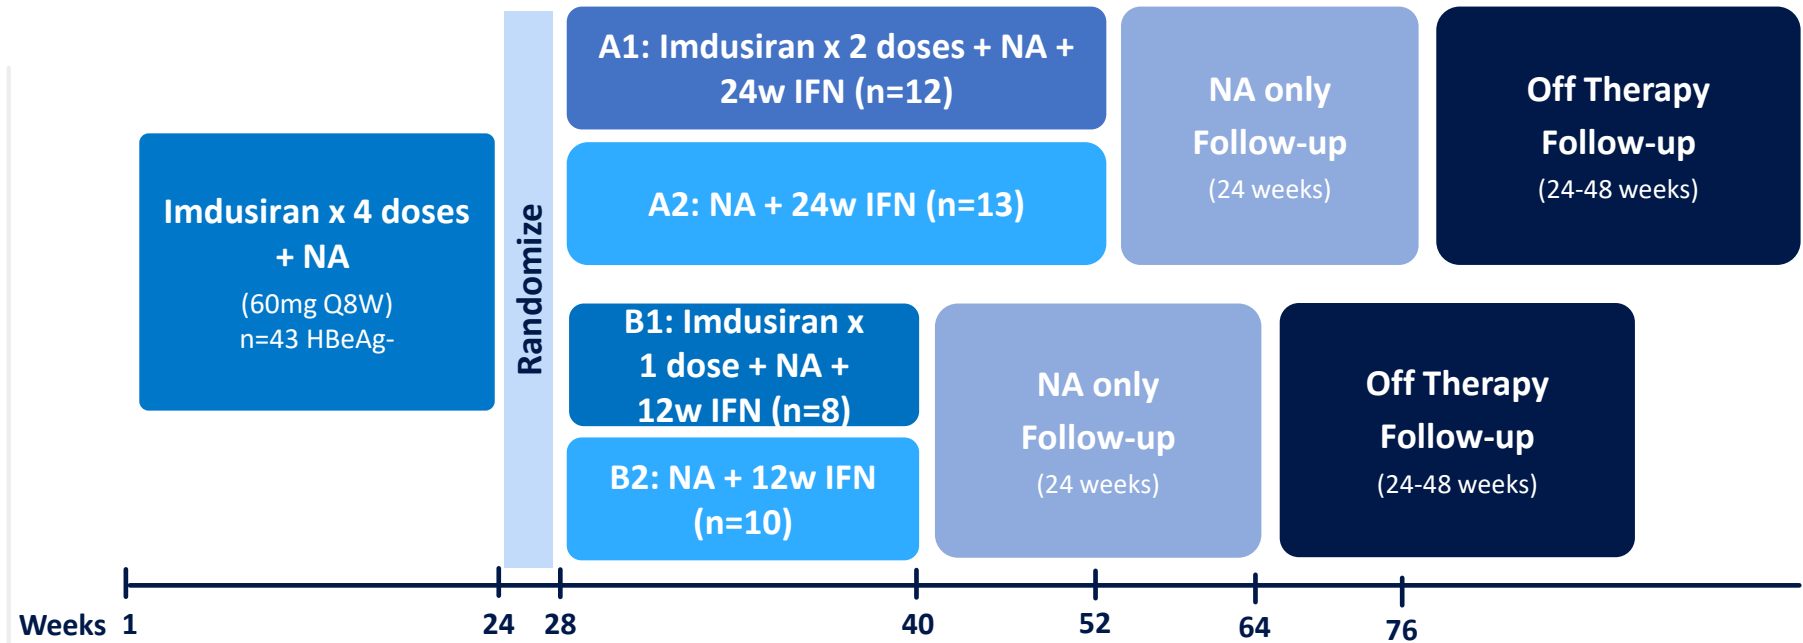 Imdusiran x 4 doses
+ NA
(60mg Q8W)
n=43 HBeAg-
Randomize
A1: Imdusiran x 2 doses + NA +
24w IFN (n=12)
A2: NA + 24w IFN (n=13)
NA only
Follow-up
(24 weeks)
Off Therapy
Follow-up
(24-48 weeks)
B1: Imdusiran x
1 dose + NA +
12w IFN (n=8)
B2: NA + 12w IFN
(n=10)
NA only
Follow-up
(24 weeks)
Off Therapy
Follow-up
(24-48 weeks)
Weeks 1 24 28 40 52 64 76